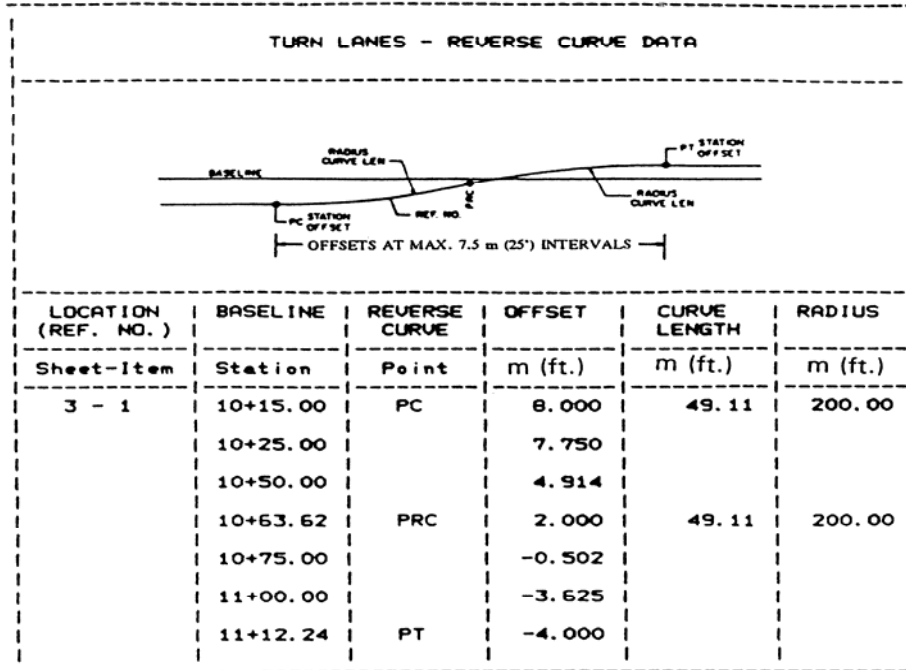 TURN LANES - REVERSE CURVE DATA
BASELINE
RADIUS
CURVE LEN
PT STATION
OFFSET
PC STATION
OFFSET
REF. NO.
PRC
RADIUS
CURVE LEN
OFFSETS AT MAX. 7.5 m (25') INTERVALS
LOCATION (REF. NO.) | BASELINE | REVERSE CURVE | OFFSET | CURVE LENGTH | RADIUS
Sheet-Item | Station | Point | m (ft.) | m (ft.) | m (ft.)
3 - 1 | 10+15.00 | PC | 8.000 | 49.11 | 200.00
10+25.00 | 7.750
10+50.00 | 4.914
10+63.62 | PRC | 2.000 | 49.11 | 200.00
10+75.00 | -0.502
11+00.00 | -3.625
11+12.24 | PT | -4.000